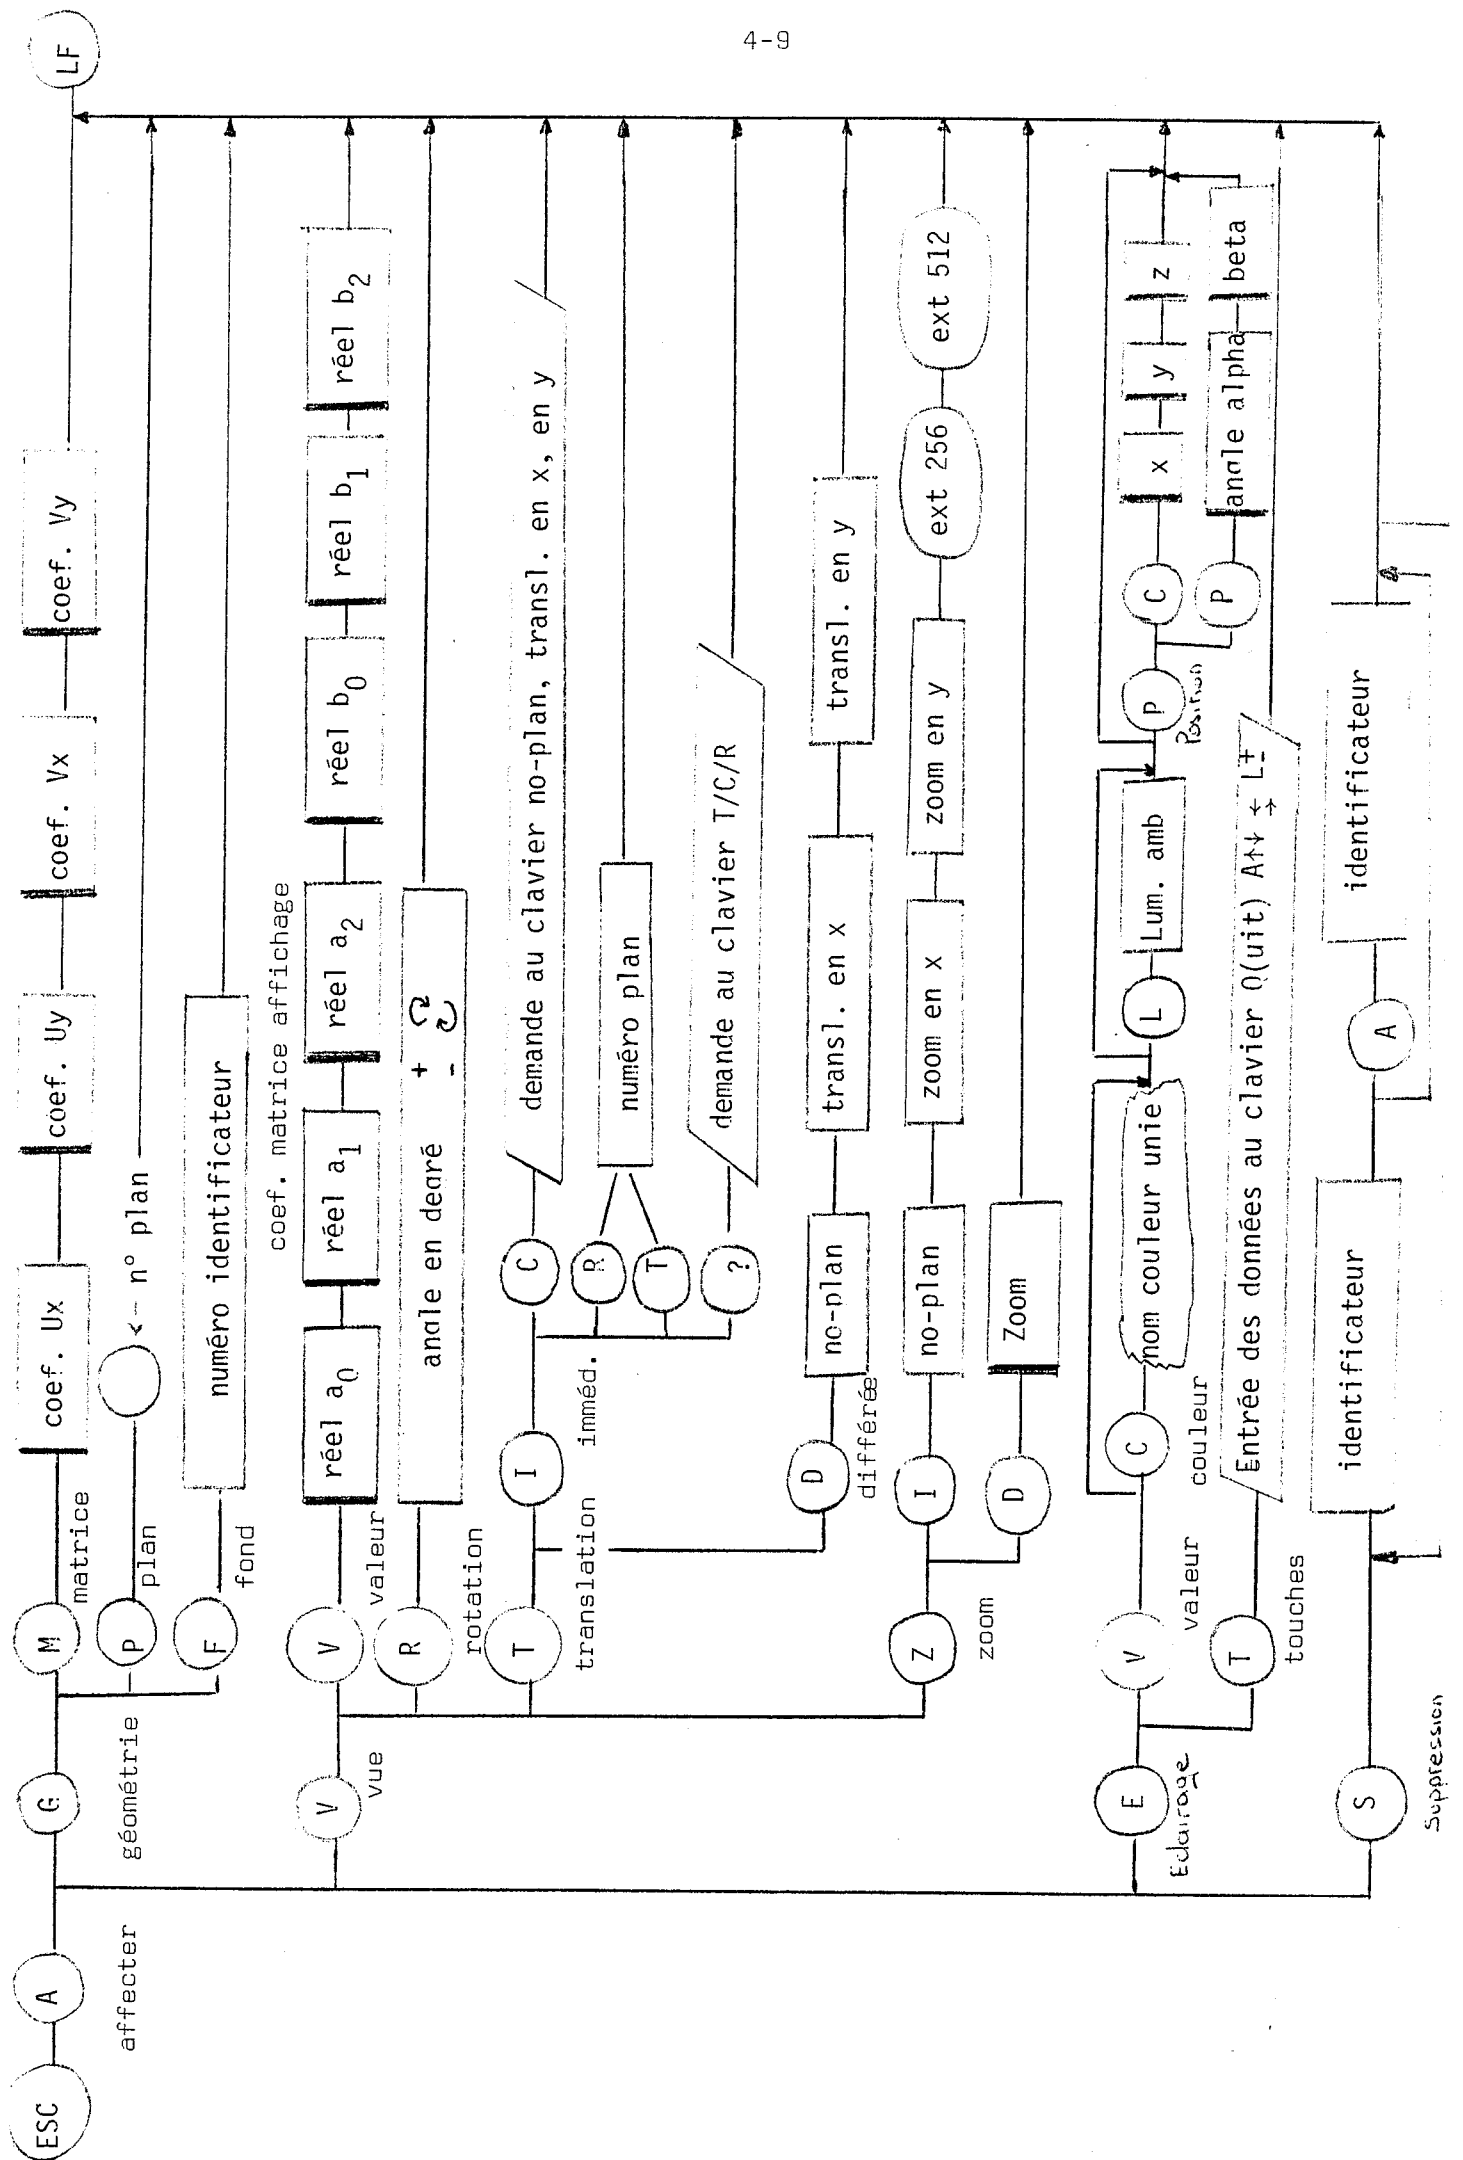 4-9
ESC A G M coef. Ux coef. Uy coef. Vx coef. Vy LF
affecter géométrie matrice
P <- n° plan
plan
F numéro identificateur
fond
coef. matrice affichage
V V réel a0 réel a1 réel a2 réel b0 réel b1 réel b2
vue valeur
R angle en degré + -
rotation
T I C demande au clavier no-plan, transl. en x, en y
translation imméd.
R numéro plan
T
? demande au clavier T/C/R
D no-plan transl. en x transl. en y
différée
Z I no-plan zoom en x zoom en y ext 256 ext 512
zoom
D Zoom
E V C nom couleur unie L Lum. amb P C x y z
Eclairage valeur couleur Position
P angle alpha beta
T Entrée des données au clavier Q(uit) A↑↓ ← → L±
touches
S identificateur A identificateur
Suppression